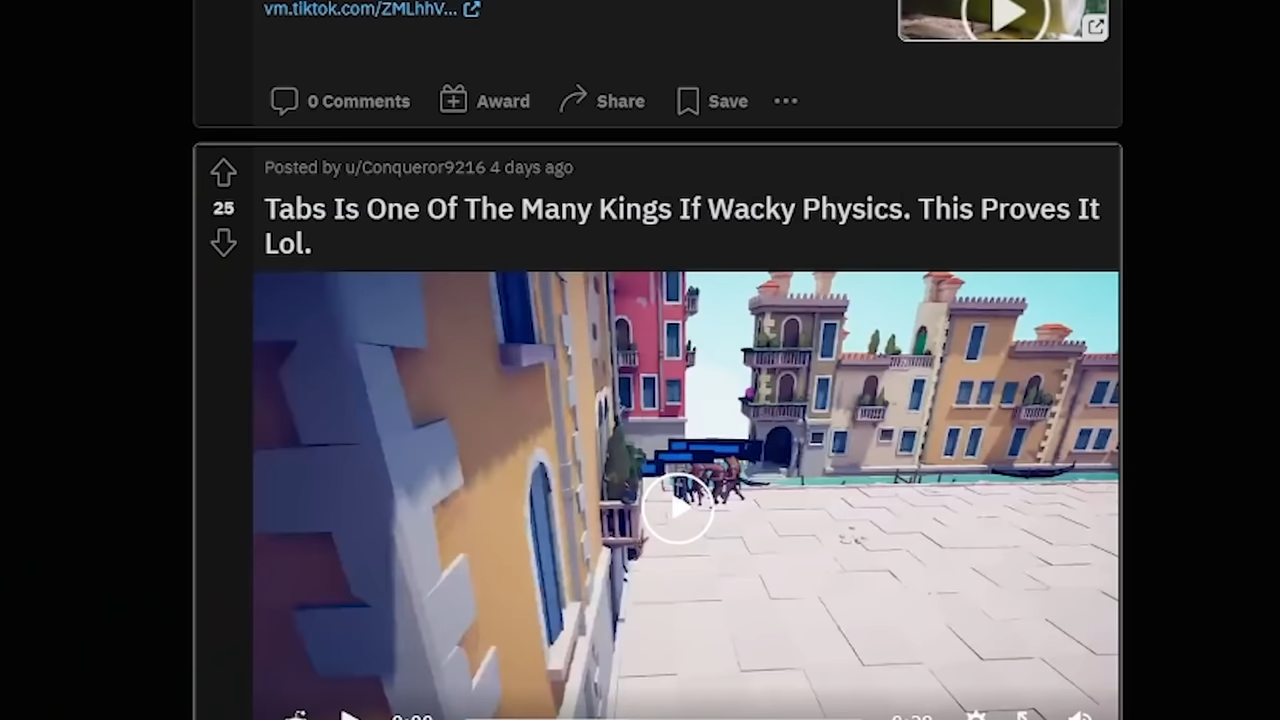 vm.tiktok.com/ZMLhhV...
0 Comments Award Share Save
Posted by u/Conqueror9216 4 days ago
25
Tabs Is One Of The Many Kings If Wacky Physics. This Proves It
Lol.